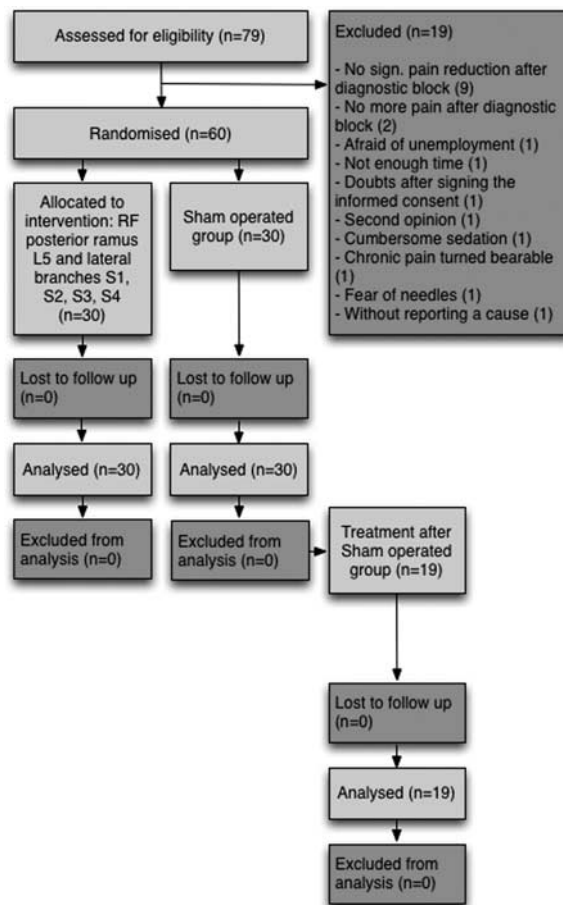 Assessed for eligibility (n=79)
Excluded (n=19)
- No sign. pain reduction after
diagnostic block (9)
- No more pain after diagnostic
block (2)
- Afraid of unemployment (1)
- Not enough time (1)
- Doubts after signing the
informed consent (1)
- Second opinion (1)
- Cumbersome sedation (1)
- Chronic pain turned bearable
(1)
- Fear of needles (1)
- Without reporting a cause (1)
Randomised (n=60)
Allocated to
intervention: RF
posterior ramus
L5 and lateral
branches S1,
S2, S3, S4
(n=30)
Sham operated
group (n=30)
Lost to follow up
(n=0)
Lost to follow up
(n=0)
Analysed (n=30)
Analysed (n=30)
Excluded from
analysis (n=0)
Excluded from
analysis (n=0)
Treatment after
Sham operated
group (n=19)
Lost to follow up
(n=0)
Analysed (n=19)
Excluded from
analysis (n=0)